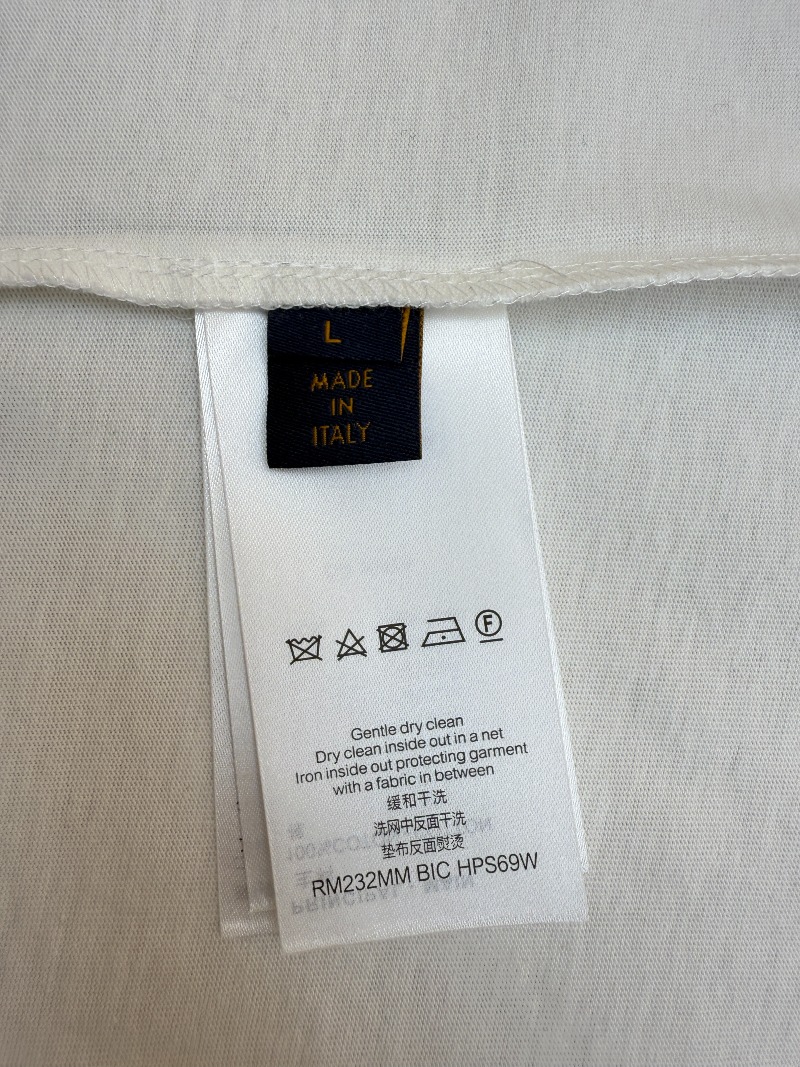 L
MADE
IN
ITALY
F
Gentle dry clean
Dry clean inside out in a net
Iron inside out protecting garment
with a fabric in between
缓和干洗
洗网中反面干洗
垫布反面熨烫
RM232MM BIC HPS69W